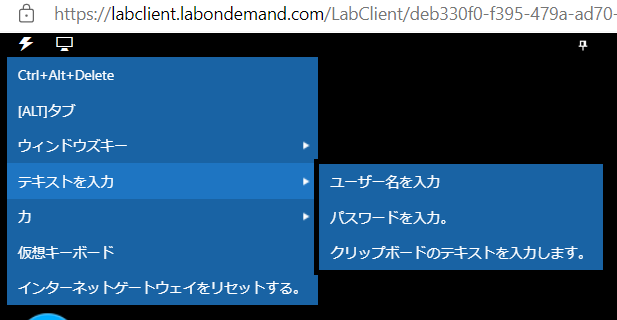 https://labclient.labondemand.com/LabClient/deb330f0-f395-479a-ad70-
Ctrl+Alt+Delete
[ALT]タブ
ウィンドウズキー
テキストを入力
力
仮想キーボード
インターネットゲートウェイをリセットする。
ユーザー名を入力
パスワードを入力。
クリップボードのテキストを入力します。